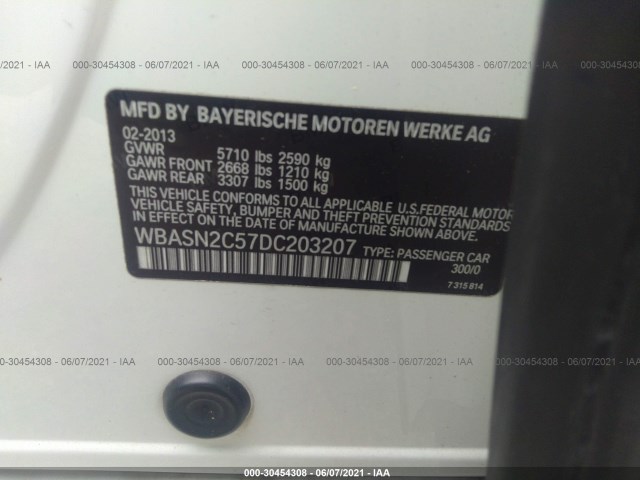 000-30454308 - 06/07/2021 - IAA
MFD BY BAYERISCHE MOTOREN WERKE AG
02-2013
GVWR 5710 lbs 2590 kg
GAWR FRONT 2668 lbs 1210 kg
GAWR REAR 3307 lbs 1500 kg
THIS VEHICLE CONFORMS TO ALL APPLICABLE U.S.FEDERAL MOTOR
VEHICLE SAFETY, BUMPER AND THEFT PREVENTION STANDARDS
IN EFFECT ON THE DATE OF MANUFACTURE SHOWN ABOVE.
WBASN2C57DC203207 TYPE: PASSENGER CAR
300/0
7 315 814
000-30454308 - 06/07/2021 - IAA
000-30454308 - 06/07/2021 - IAA